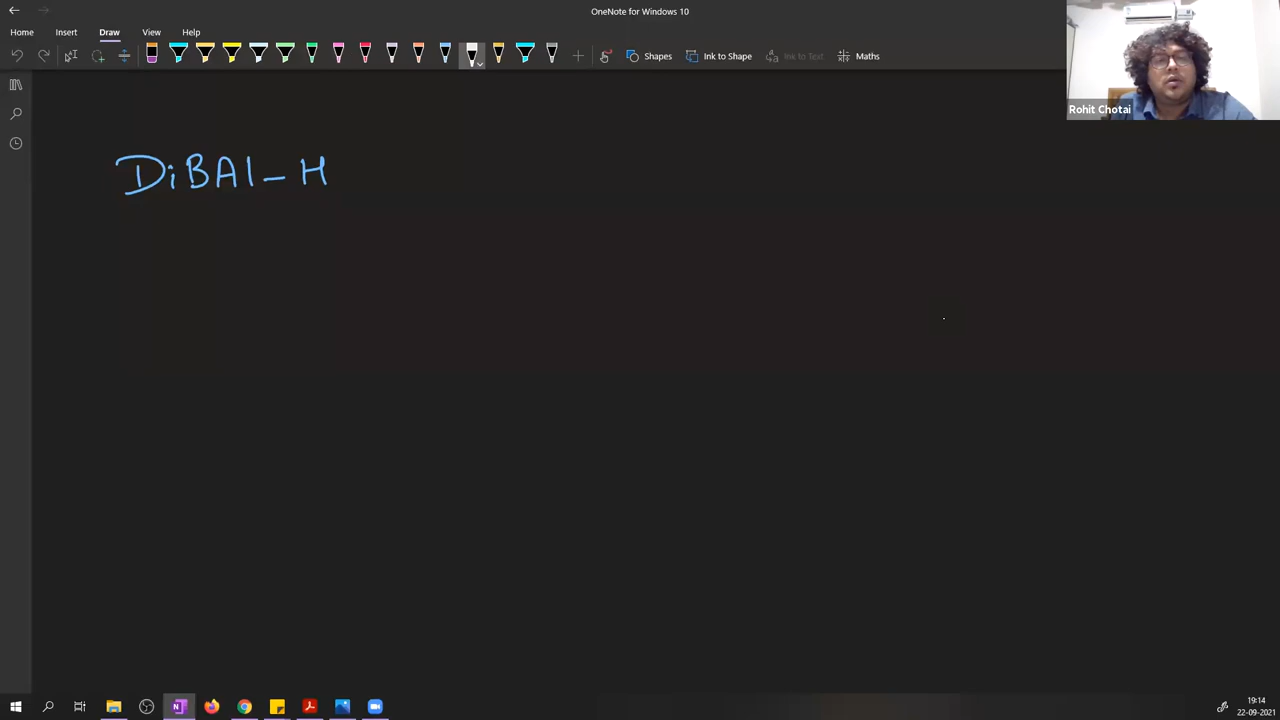 OneNote for Windows 10
Home Insert Draw View Help
Shapes Ink to Shape Ink to Text Maths
Rohit Chotai
DiBAl-H
19:14
22-09-2021